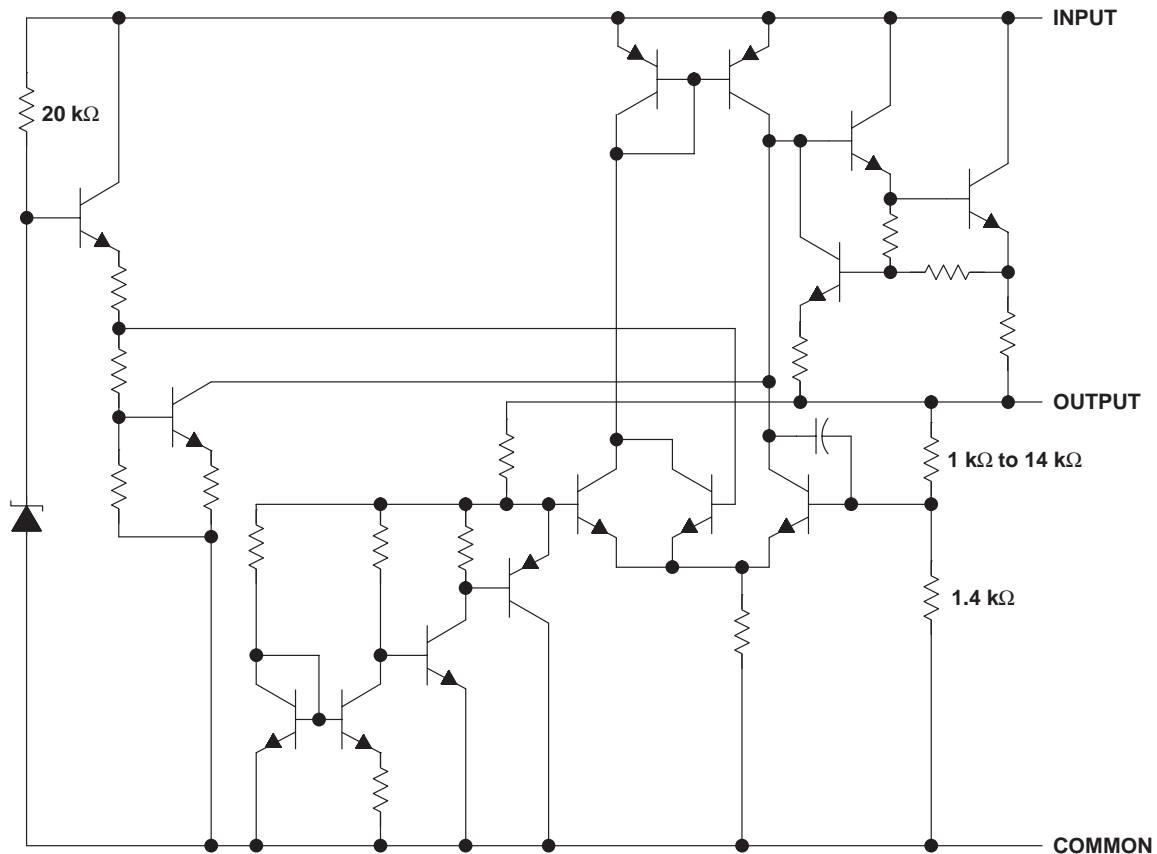 INPUT
20 kΩ
OUTPUT
1 kΩ to 14 kΩ
1.4 kΩ
COMMON